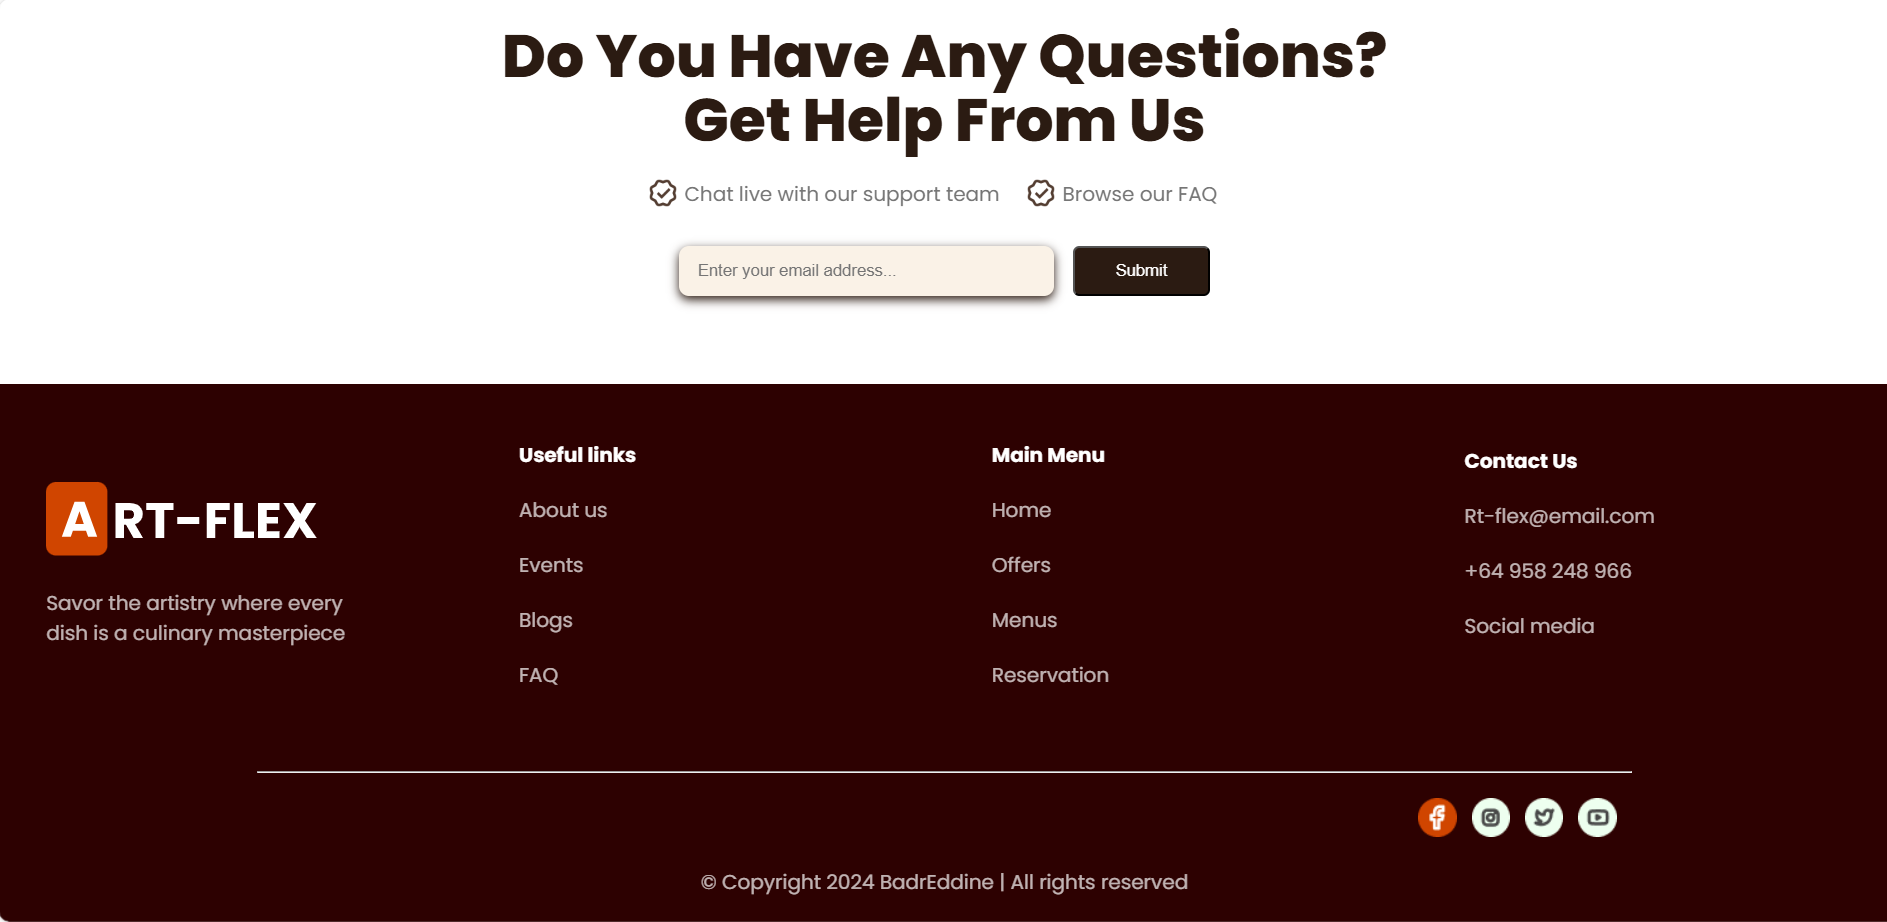 Do You Have Any Questions?
Get Help From Us
Chat live with our support team
Browse our FAQ
Enter your email address...
Submit
ART-FLEX
Savor the artistry where every
dish is a culinary masterpiece
Useful links
About us
Events
Blogs
FAQ
Main Menu
Home
Offers
Menus
Reservation
Contact Us
Rt-flex@email.com
+64 958 248 966
Social media
© Copyright 2024 BadrEddine | All rights reserved